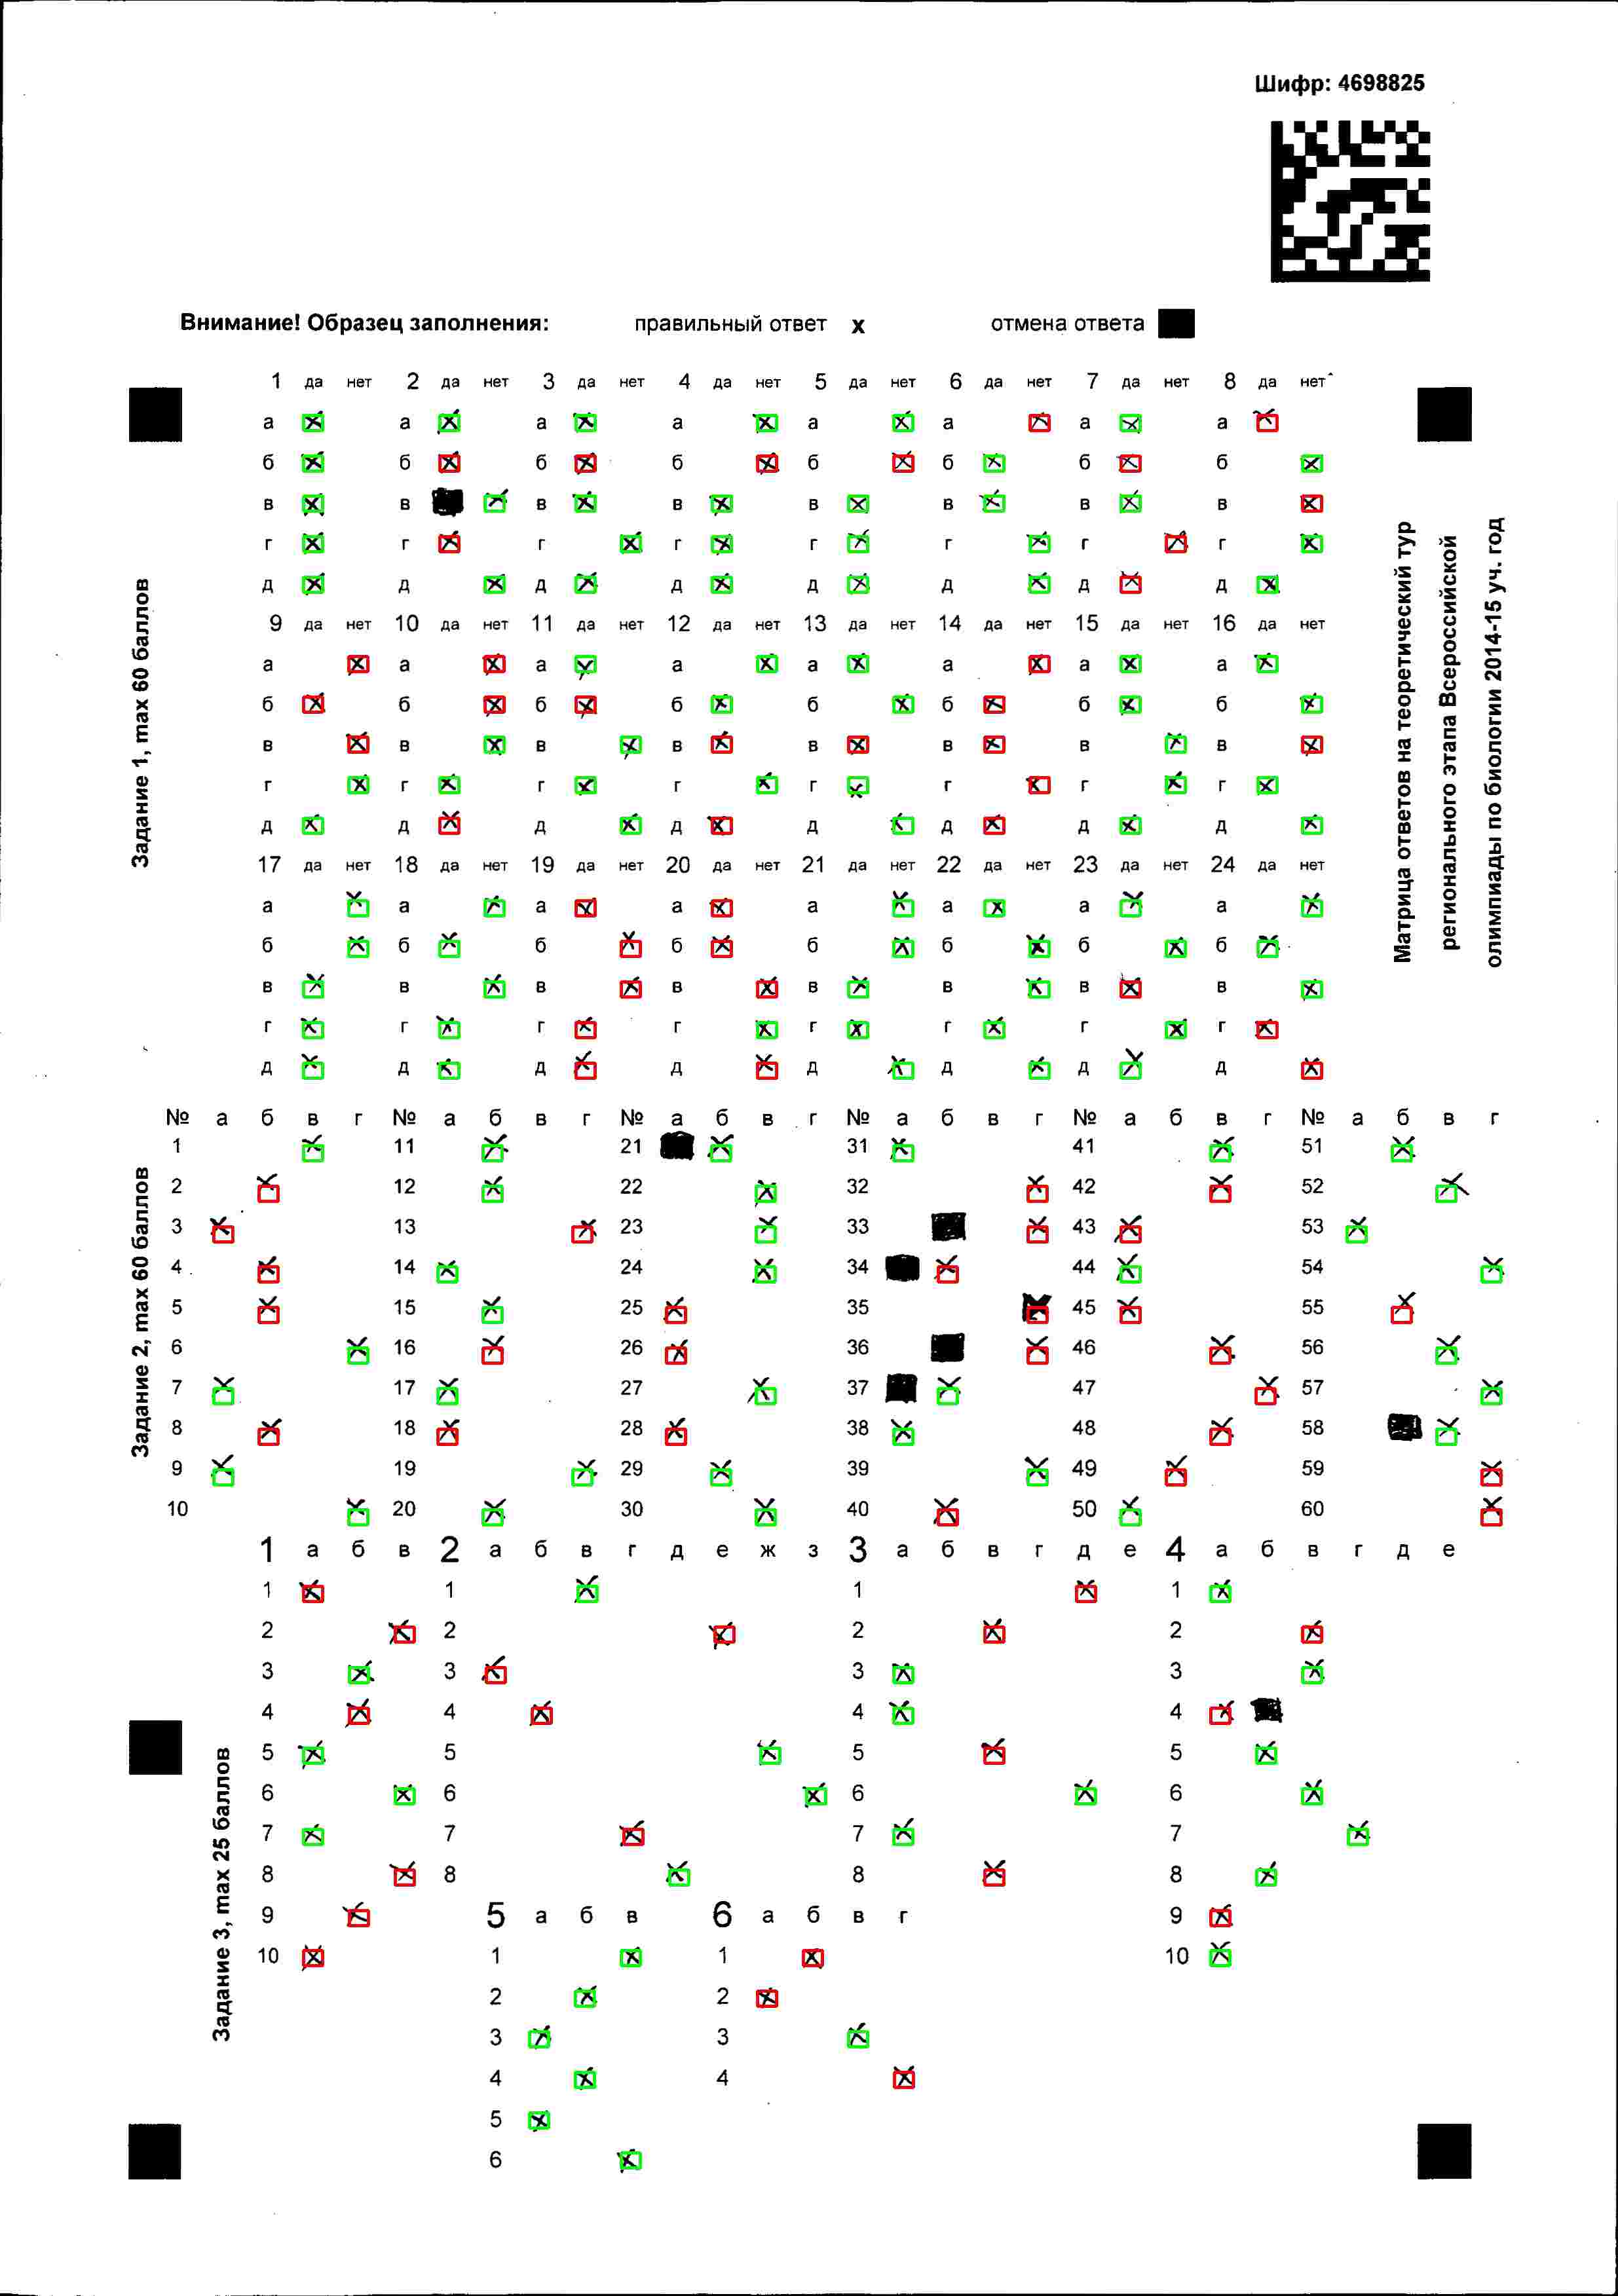 Шифр: 4698825
Внимание! Образец заполнения: правильный ответ х отмена ответа
1 да нет 2 да нет 3 да нет 4 да нет 5 да нет 6 да нет 7 да нет 8 да нет
а а а а а а а а
б б б б б б б б
в в в в в в в в
г г г г г г г г
д д д д д д д д
9 да нет 10 да нет 11 да нет 12 да нет 13 да нет 14 да нет 15 да нет 16 да нет
а а а а а а а а
б б б б б б б б
в в в в в в в в
г г г г г г г г
д д д д д д д д
17 да нет 18 да нет 19 да нет 20 да нет 21 да нет 22 да нет 23 да нет 24 да нет
а а а а а а а а
б б б б б б б б
в в в в в в в в
г г г г г г г г
д д д д д д д д
Задание 1, max 60 баллов
Матрица ответов на теоретический тур
регионального этапа Всероссийской
олимпиады по биологии 2014-15 уч. год
№ а б в г № а б в г № а б в г № а б в г № а б в г № а б в г
1 11 21 31 41 51
2 12 22 32 42 52
3 13 23 33 43 53
4 14 24 34 44 54
5 15 25 35 45 55
6 16 26 36 46 56
7 17 27 37 47 57
8 18 28 38 48 58
9 19 29 39 49 59
10 20 30 40 50 60
Задание 2, max 60 баллов
1 а б в 2 а б в г д е ж з 3 а б в г д е 4 а б в г д е
1 1 1 1
2 2 2 2
3 3 3 3
4 4 4 4
5 5 5 5
6 6 6 6
7 7 7 7
8 8 8 8
9 5 а б в 6 а б в г 9
10 1 1 10
2 2
3 3
4 4
5
6
Задание 3, max 25 баллов